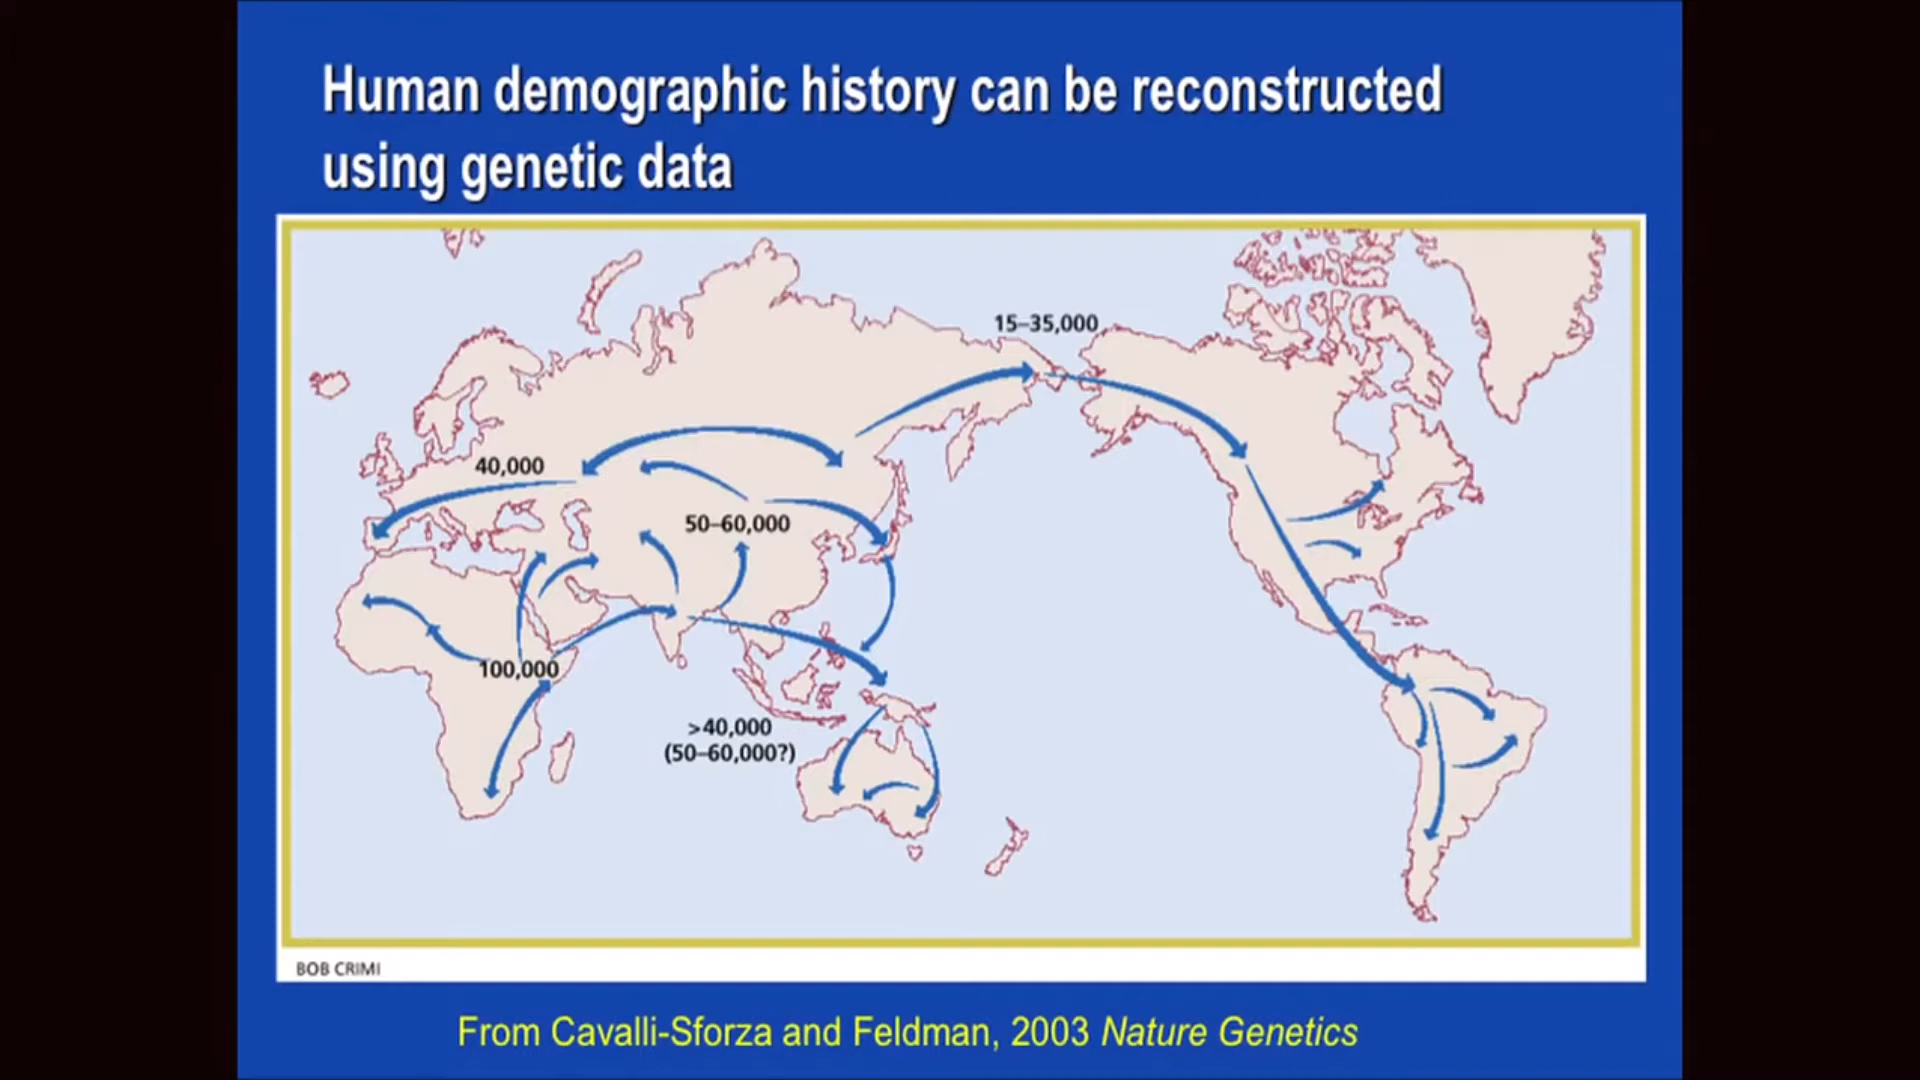 Human demographic history can be reconstructed
using genetic data
15–35,000
40,000
50–60,000
100,000
>40,000
(50–60,000?)
BOB CRIMI
From Cavalli-Sforza and Feldman, 2003 Nature Genetics